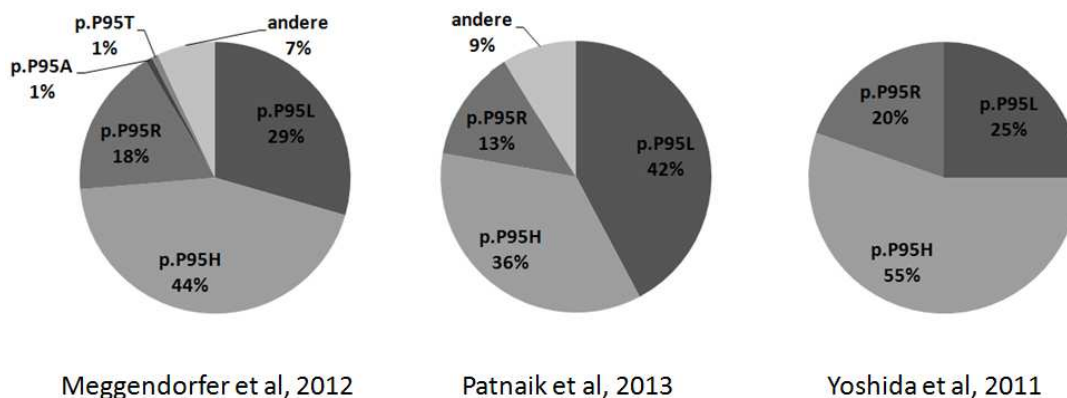 p.P95T
1%
andere
7%
p.P95A
1%
p.P95L
29%
p.P95R
18%
p.P95H
44%
Meggendorfer et al, 2012
andere
9%
p.P95R
13%
p.P95L
42%
p.P95H
36%
Patnaik et al, 2013
p.P95R
20%
p.P95L
25%
p.P95H
55%
Yoshida et al, 2011